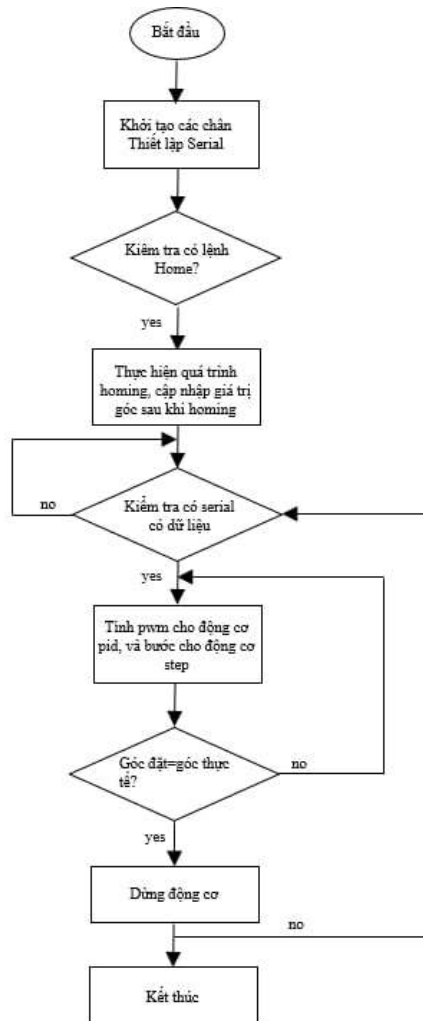 Bắt đầu
Khởi tạo các chân
Thiết lập Serial
Kiêm tra có lệnh
Home?
yes
Thực hiện quá trình
homing, cập nhập giá trị
góc sau khi homing
no
Kiểm tra có serial
có dữ liệu
yes
Tính pwm cho động cơ
pid, và bước cho động cơ
step
Góc đặt=góc thực
tế?
no
yes
Dừng động cơ
no
Kết thúc